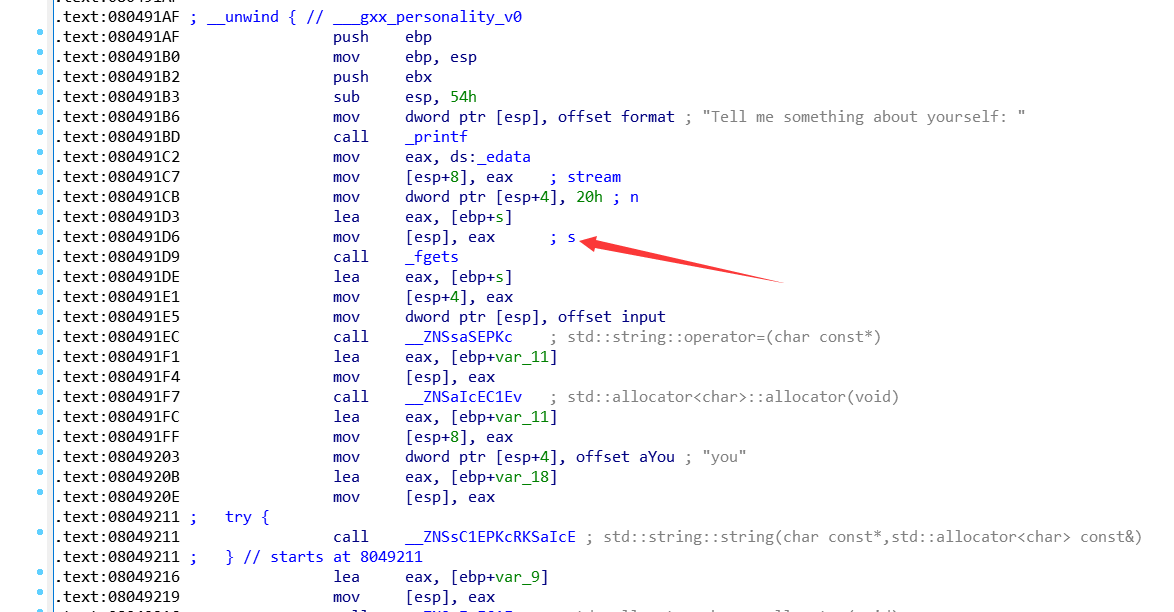 .text:080491AF ; __unwind { // ___gxx_personality_v0
.text:080491AF push ebp
.text:080491B0 mov ebp, esp
.text:080491B2 push ebx
.text:080491B3 sub esp, 54h
.text:080491B6 mov dword ptr [esp], offset format ; "Tell me something about yourself: "
.text:080491BD call _printf
.text:080491C2 mov eax, ds:_edata
.text:080491C7 mov [esp+8], eax ; stream
.text:080491CB mov dword ptr [esp+4], 20h ; n
.text:080491D3 lea eax, [ebp+s]
.text:080491D6 mov [esp], eax ; s
.text:080491D9 call _fgets
.text:080491DE lea eax, [ebp+s]
.text:080491E1 mov [esp+4], eax
.text:080491E5 mov dword ptr [esp], offset input
.text:080491EC call __ZNSsaSEPKc ; std::string::operator=(char const*)
.text:080491F1 lea eax, [ebp+var_11]
.text:080491F4 mov [esp], eax
.text:080491F7 call __ZNSaIcEC1Ev ; std::allocator<char>::allocator(void)
.text:080491FC lea eax, [ebp+var_11]
.text:080491FF mov [esp+8], eax
.text:08049203 mov dword ptr [esp+4], offset aYou ; "you"
.text:0804920B lea eax, [ebp+var_18]
.text:0804920E mov [esp], eax
.text:08049211 ; try {
.text:08049211 call __ZNSsC1EPKcRKSaIcE ; std::string::string(char const*,std::allocator<char> const&)
.text:08049211 ; } // starts at 8049211
.text:08049216 lea eax, [ebp+var_9]
.text:08049219 mov [esp], eax